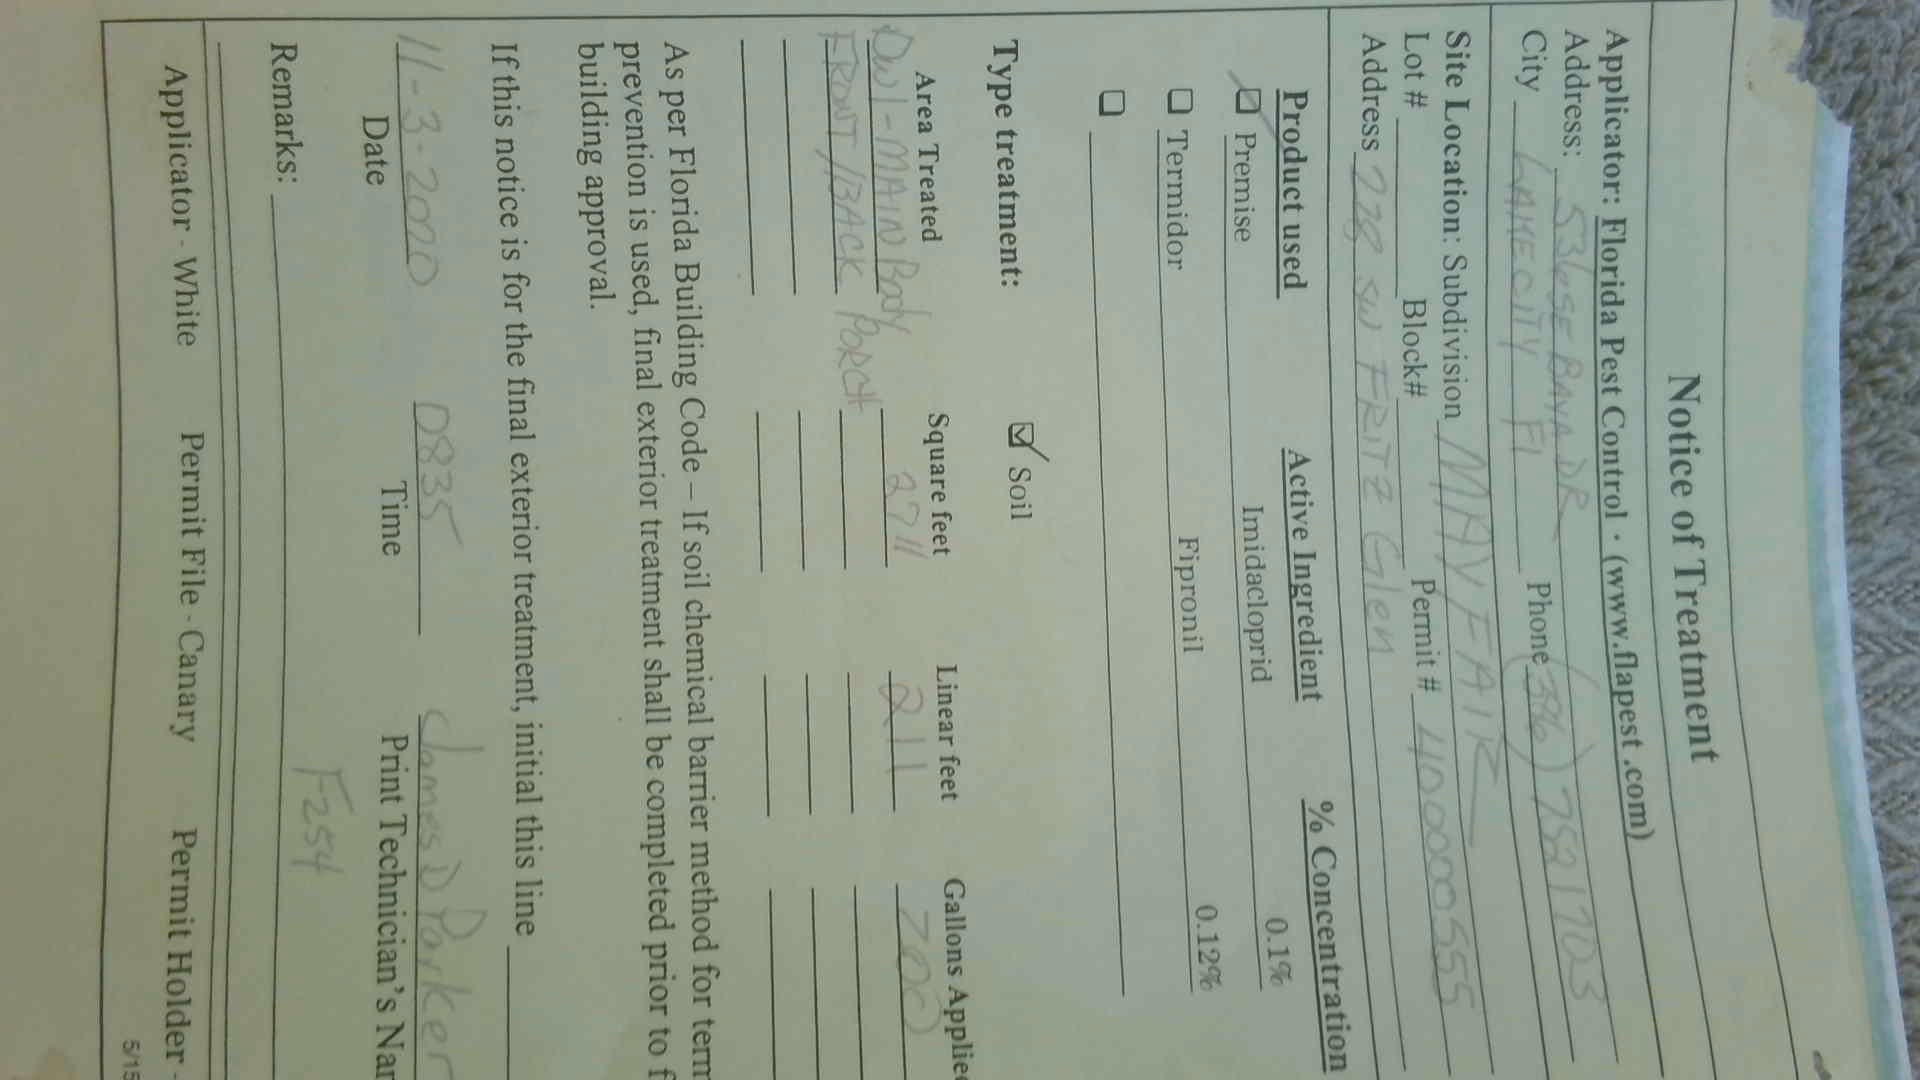 Notice of Treatment
Applicator: Florida Pest Control · (www.flapest.com)
Address: 536 SE BAYA DR
City LAKE CITY Fl Phone (386) 7521703
Site Location: Subdivision MAYFAIR
Lot # Block# Permit # 4000000555
Address 228 SW FRITZ Glen
Product used Active Ingredient % Concentration
Premise Imidacloprid 0.1%
Termidor Fipronil 0.12%
Type treatment: Soil
Area Treated Square feet Linear feet Gallons Applied
Dwl-MAIN Body 2711 211 200
FRONT/BACK PORCH
As per Florida Building Code – If soil chemical barrier method for term
prevention is used, final exterior treatment shall be completed prior to f
building approval.
If this notice is for the final exterior treatment, initial this line
11-3-2020 0835 James D Parker
Date Time Print Technician's Nam
F254
Remarks:
Applicator - White Permit File - Canary Permit Holder -
5/15